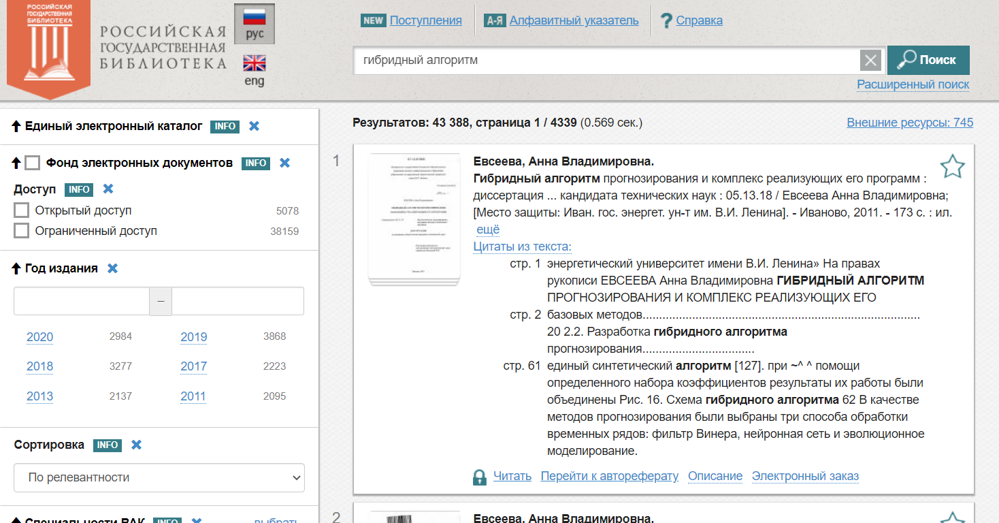 РОССИЙСКАЯ
ГОСУДАРСТВЕННАЯ
БИБЛИОТЕКА
РОССИЙСКАЯ
ГОСУДАРСТВЕННАЯ
БИБЛИОТЕКА
рус
eng
NEW Поступления
А-Я Алфавитный указатель
? Справка
гибридный алгоритм
Поиск
Расширенный поиск
Единый электронный каталог INFO
Фонд электронных документов INFO
Доступ INFO
Открытый доступ 5078
Ограниченный доступ 38159
Год издания
–
2020 2984 2019 3868
2018 3277 2017 2223
2013 2137 2011 2095
Сортировка INFO
По релевантности
Специальности ВАК INFO выбрать
Результатов: 43 388, страница 1 / 4339 (0.569 сек.)
Внешние ресурсы: 745
1
Евсеева, Анна Владимировна.
Гибридный алгоритм прогнозирования и комплекс реализующих его программ :
диссертация ... кандидата технических наук : 05.13.18 / Евсеева Анна Владимировна;
[Место защиты: Иван. гос. энергет. ун-т им. В.И. Ленина]. - Иваново, 2011. - 173 с. : ил.
ещё
Цитаты из текста:
стр. 1 энергетический университет имени В.И. Ленина» На правах
рукописи ЕВСЕЕВА Анна Владимировна ГИБРИДНЫЙ АЛГОРИТМ
ПРОГНОЗИРОВАНИЯ И КОМПЛЕКС РЕАЛИЗУЮЩИХ ЕГО
стр. 2 базовых методов....................................................................................
20 2.2. Разработка гибридного алгоритма
прогнозирования..................................
стр. 61 единый синтетический алгоритм [127]. при ~^ ^ помощи
определенного набора коэффициентов результаты их работы были
объединены Рис. 16. Схема гибридного алгоритма 62 В качестве
методов прогнозирования были выбраны три способа обработки
временных рядов: фильтр Винера, нейронная сеть и эволюционное
моделирование.
Читать Перейти к автореферату Описание Электронный заказ
2
Евсеева, Анна Владимировна.